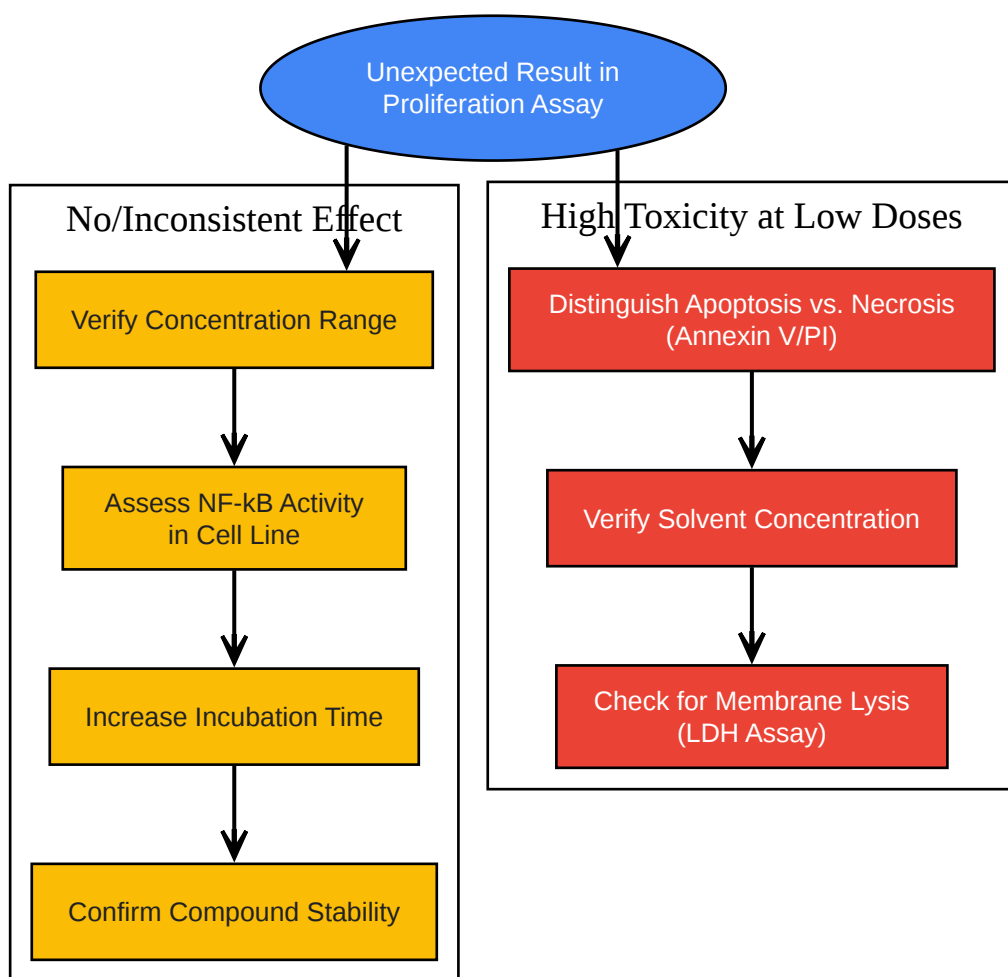 Unexpected Result in
Proliferation Assay
No/Inconsistent Effect
Verify Concentration Range
Assess NF-kB Activity
in Cell Line
Increase Incubation Time
Confirm Compound Stability
High Toxicity at Low Doses
Distinguish Apoptosis vs. Necrosis
(Annexin V/PI)
Verify Solvent Concentration
Check for Membrane Lysis
(LDH Assay)